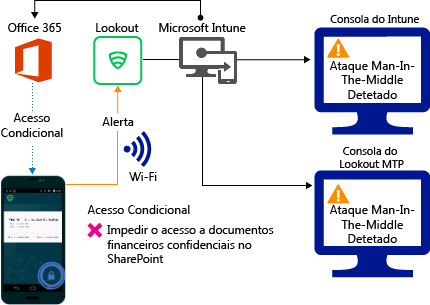 Office 365
Lookout
Microsoft Intune
Consola do Intune
Ataque Man-In-
The-Middle
Detetado
Acesso
Condicional
Alerta
Wi-Fi
Consola do
Lookout MTP
Ataque Man-In-
The-Middle
Detetado
Acesso Condicional
Impedir o acesso a documentos
financeiros confidenciais no
SharePoint